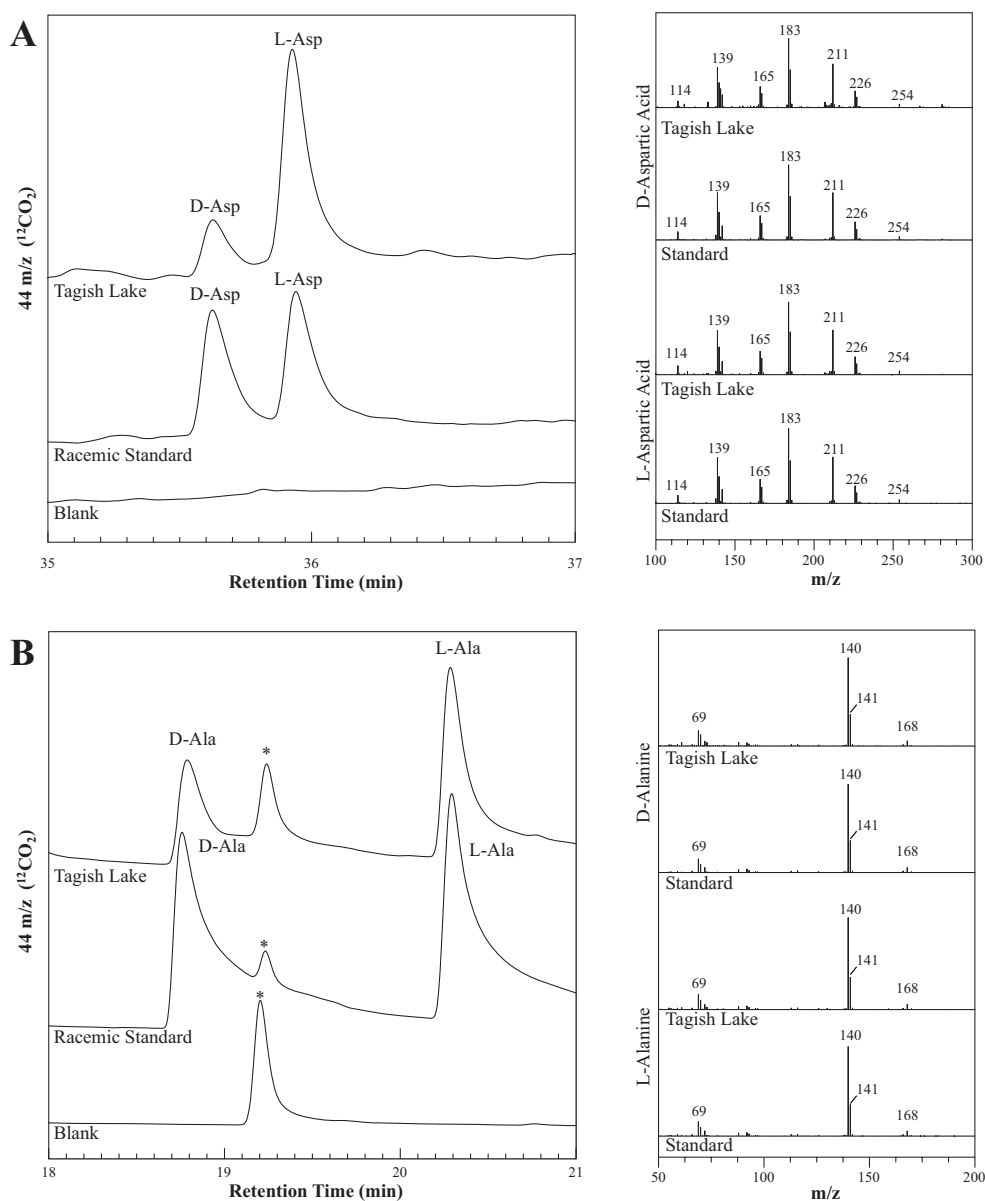 A
44 m/z (¹²CO₂)
L-Asp
D-Asp
Tagish Lake
D-Asp
L-Asp
Racemic Standard
Blank
35
36
37
Retention Time (min)
D-Aspartic Acid
L-Aspartic Acid
114
139
165
183
211
226
254
Tagish Lake
114
139
165
183
211
226
254
Standard
114
139
165
183
211
226
254
Tagish Lake
114
139
165
183
211
226
254
Standard
100
150
200
250
300
m/z
B
44 m/z (¹²CO₂)
L-Ala
D-Ala
*
Tagish Lake
D-Ala
L-Ala
*
Racemic Standard
*
Blank
18
19
20
21
Retention Time (min)
D-Alanine
L-Alanine
69
140
141
168
Tagish Lake
69
140
141
168
Standard
69
140
141
168
Tagish Lake
69
140
141
168
Standard
50
100
150
200
m/z